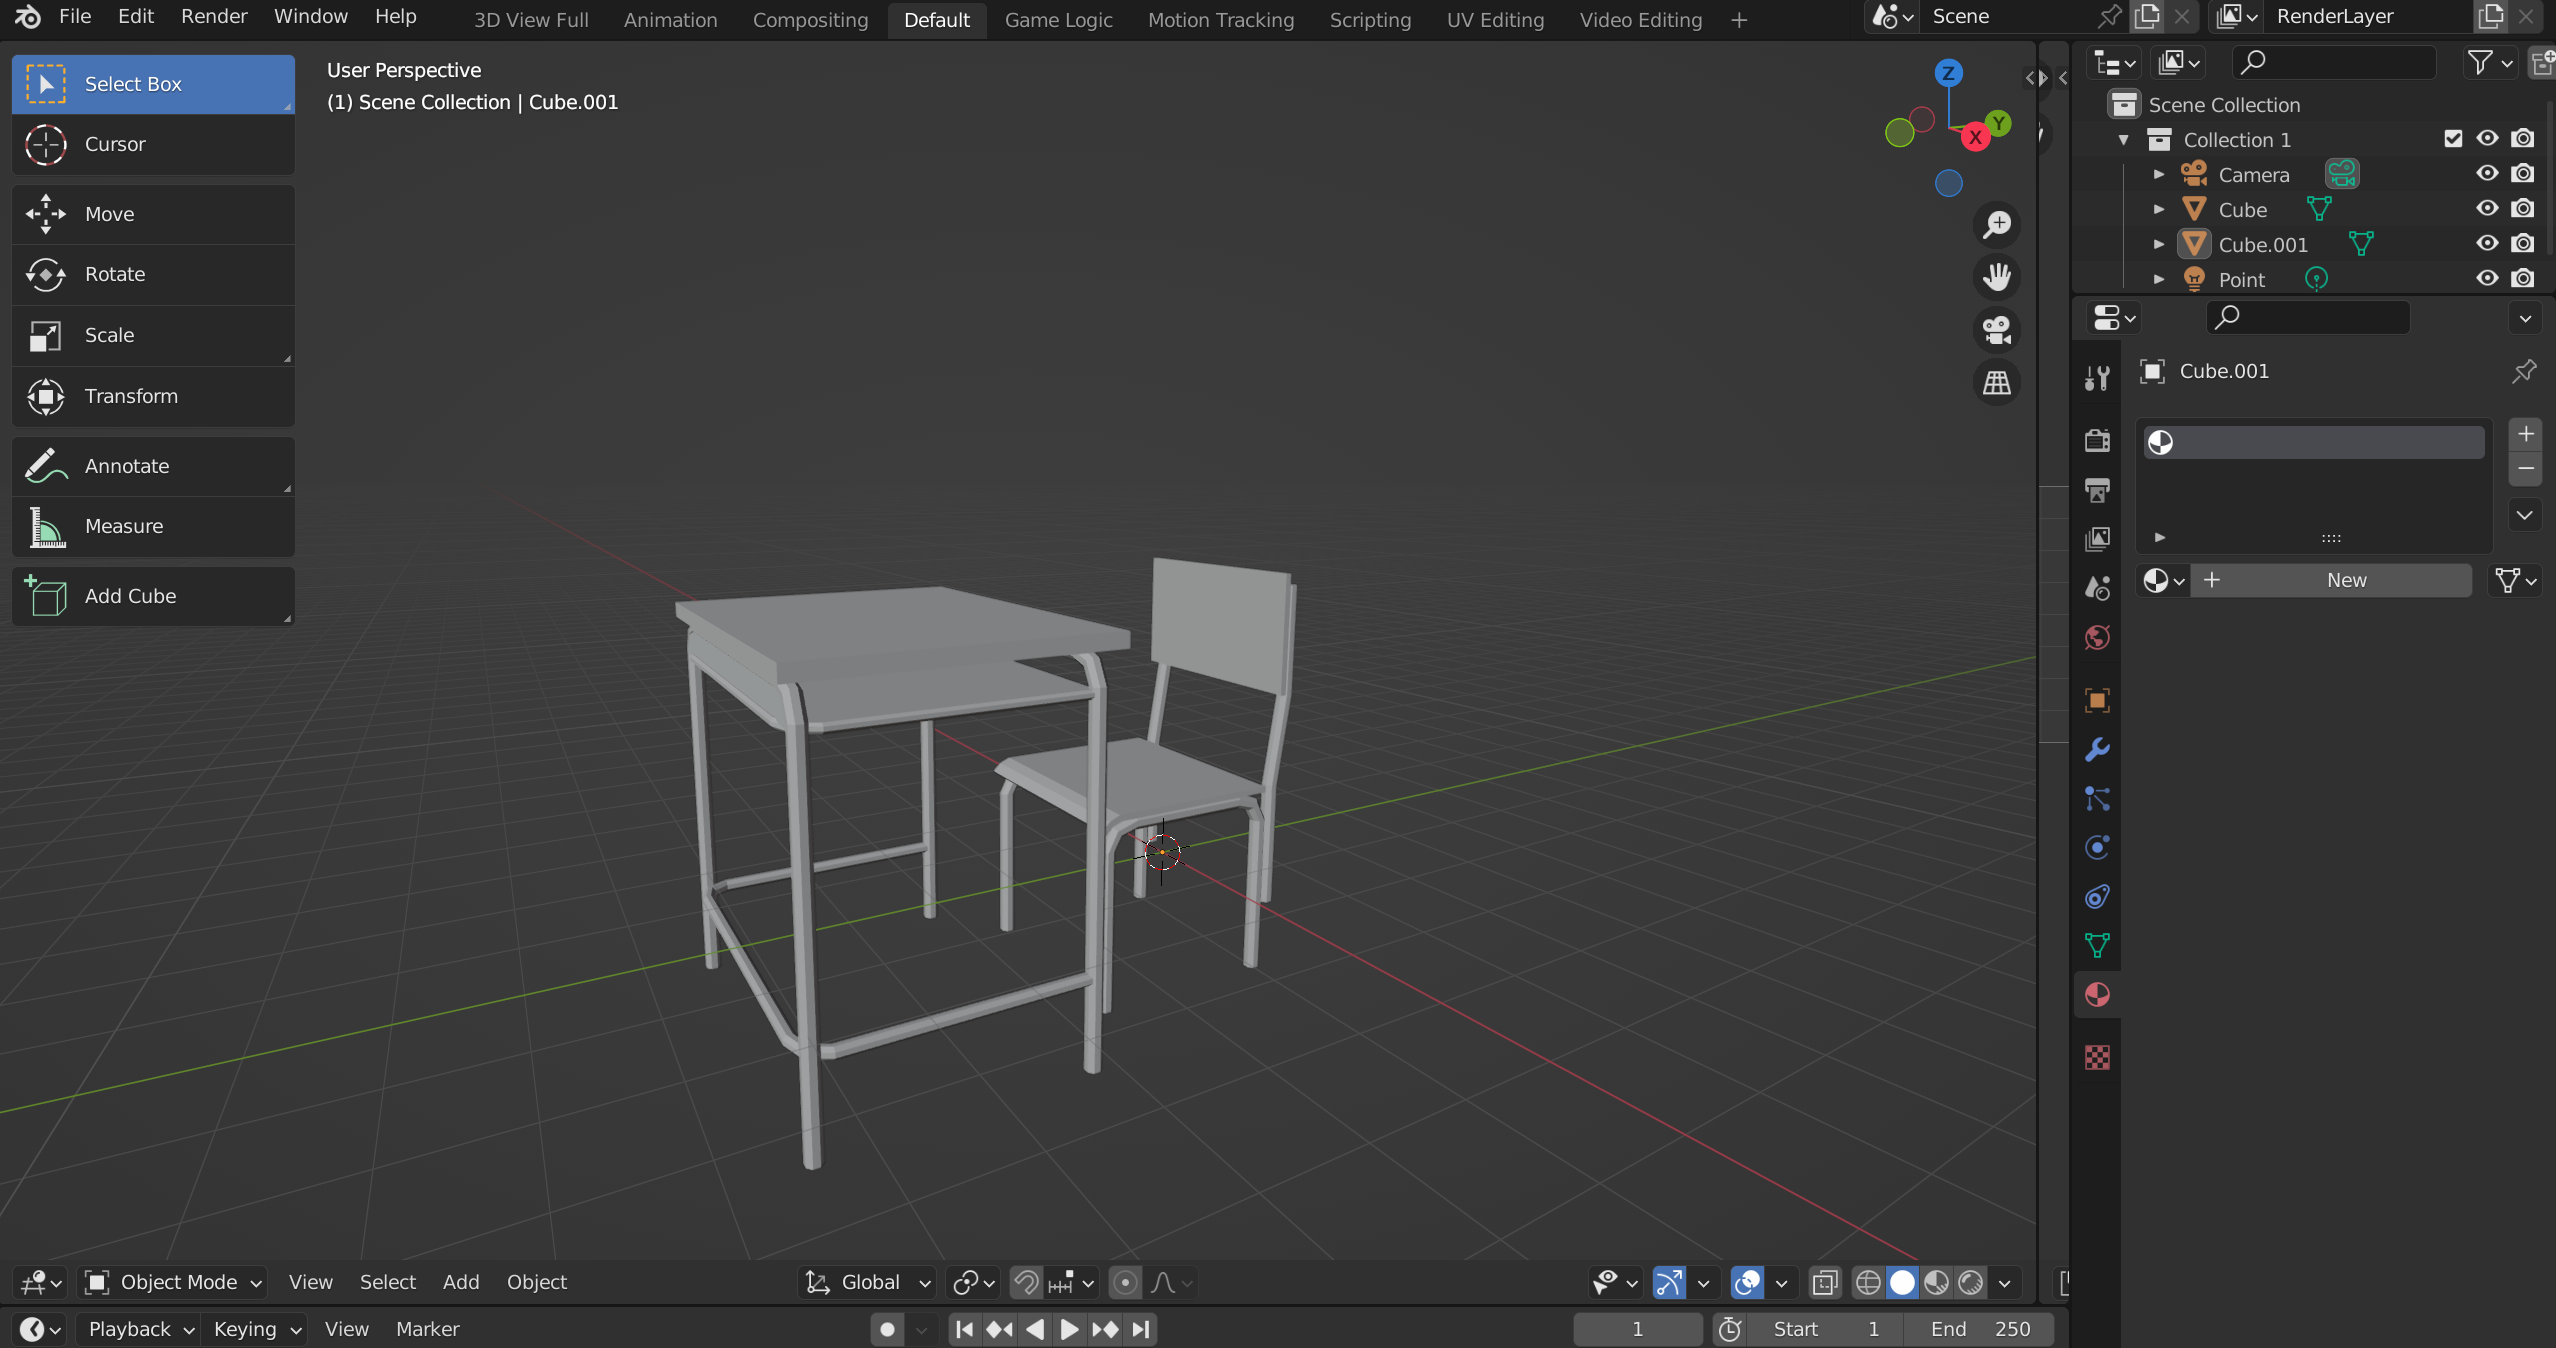 File Edit Render Window Help 3D View Full Animation Compositing Default Game Logic Motion Tracking Scripting UV Editing Video Editing + Scene RenderLayer
Select Box
Cursor
Move
Rotate
Scale
Transform
Annotate
Measure
Add Cube
User Perspective
(1) Scene Collection | Cube.001
Z
Y
X
Scene Collection
Collection 1
Camera
Cube
Cube.001
Point
Cube.001
New
Object Mode View Select Add Object Global
Playback Keying View Marker 1 Start 1 End 250